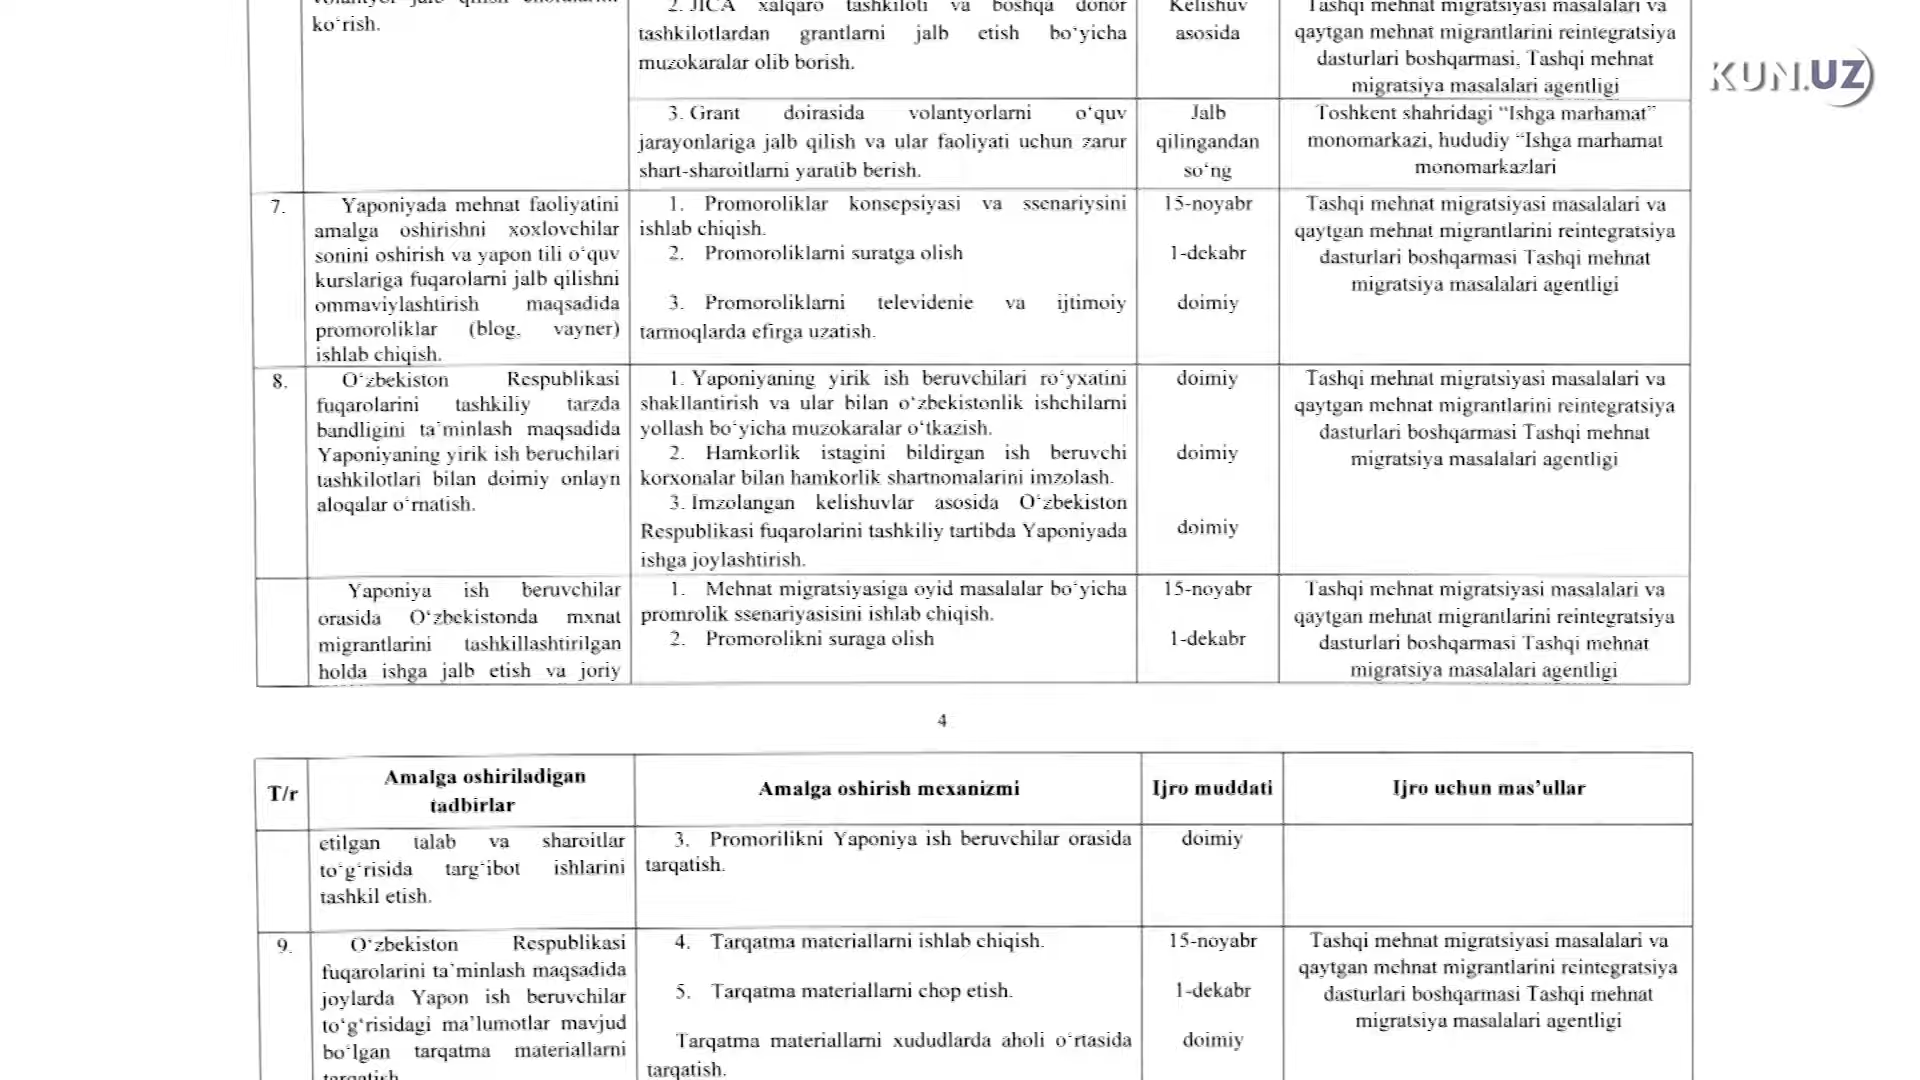 ko‘rish.
2. JICA xalqaro tashkiloti va boshqa donor
tashkilotlardan grantlarni jalb etish bo‘yicha
muzokaralar olib borish.
Kelishuv
asosida
Tashqi mehnat migratsiyasi masalalari va
qaytgan mehnat migrantlarini reintegratsiya
dasturlari boshqarmasi, Tashqi mehnat
migratsiya masalalari agentligi
KUN.UZ
3. Grant doirasida volantyorlarni o‘quv
jarayonlariga jalb qilish va ular faoliyati uchun zarur
shart-sharoitlarni yaratib berish.
Jalb
qilingandan
so‘ng
Toshkent shahridagi “Ishga marhamat”
monomarkazi, hududiy “Ishga marhamat
monomarkazlari
7.
Yaponiyada mehnat faoliyatini
amalga oshirishni xoxlovchilar
sonini oshirish va yapon tili o‘quv
kurslariga fuqarolarni jalb qilishni
ommaviylashtirish maqsadida
promoroliklar (blog, vayner)
ishlab chiqish.
1. Promoroliklar konsepsiyasi va ssenariysini
ishlab chiqish.
2. Promoroliklarni suratga olish
3. Promoroliklarni televidenie va ijtimoiy
tarmoqlarda efirga uzatish.
15-noyabr
1-dekabr
doimiy
Tashqi mehnat migratsiyasi masalalari va
qaytgan mehnat migrantlarini reintegratsiya
dasturlari boshqarmasi Tashqi mehnat
migratsiya masalalari agentligi
8.
O‘zbekiston Respublikasi
fuqarolarini tashkiliy tarzda
bandligini ta’minlash maqsadida
Yaponiyaning yirik ish beruchilari
tashkilotlari bilan doimiy onlayn
aloqalar o‘rnatish.
1. Yaponiyaning yirik ish beruvchilari ro‘yxatini
shakllantirish va ular bilan o‘zbekistonlik ishchilarni
yollash bo‘yicha muzokaralar o‘tkazish.
2. Hamkorlik istagini bildirgan ish beruvchi
korxonalar bilan hamkorlik shartnomalarini imzolash.
3. Imzolangan kelishuvlar asosida O‘zbekiston
Respublikasi fuqarolarini tashkiliy tartibda Yaponiyada
ishga joylashtirish.
doimiy
doimiy
doimiy
Tashqi mehnat migratsiyasi masalalari va
qaytgan mehnat migrantlarini reintegratsiya
dasturlari boshqarmasi Tashqi mehnat
migratsiya masalalari agentligi
Yaponiya ish beruvchilar
orasida O‘zbekistonda mxnat
migrantlarini tashkillashtirilgan
holda ishga jalb etish va joriy
1. Mehnat migratsiyasiga oyid masalalar bo‘yicha
promrolik ssenariyasisini ishlab chiqish.
2. Promorolikni suraga olish
15-noyabr
1-dekabr
Tashqi mehnat migratsiyasi masalalari va
qaytgan mehnat migrantlarini reintegratsiya
dasturlari boshqarmasi Tashqi mehnat
migratsiya masalalari agentligi
4
T/r
Amalga oshiriladigan
tadbirlar
Amalga oshirish mexanizmi
Ijro muddati
Ijro uchun mas’ullar
etilgan talab va sharoitlar
to‘g‘risida targ‘ibot ishlarini
tashkil etish.
3. Promorilikni Yaponiya ish beruvchilar orasida
tarqatish.
doimiy
9.
O‘zbekiston Respublikasi
fuqarolarini ta’minlash maqsadida
joylarda Yapon ish beruvchilar
to‘g‘risidagi ma’lumotlar mavjud
bo‘lgan tarqatma materiallarni
tarqatish.
4. Tarqatma materiallarni ishlab chiqish.
5. Tarqatma materiallarni chop etish.
Tarqatma materiallarni xududlarda aholi o‘rtasida
tarqatish.
15-noyabr
1-dekabr
doimiy
Tashqi mehnat migratsiyasi masalalari va
qaytgan mehnat migrantlarini reintegratsiya
dasturlari boshqarmasi Tashqi mehnat
migratsiya masalalari agentligi